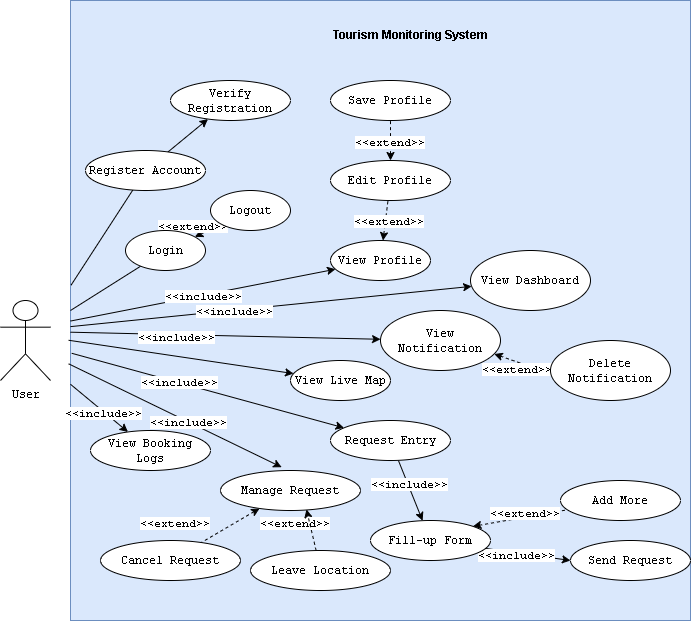 Tourism Monitoring System
Verify
Registration
Save Profile
<<extend>>
Register Account
Edit Profile
Logout
<<extend>>
<<extend>>
Login
View Profile
View Dashboard
<<include>>
<<include>>
<<include>>
View
Notification
<<extend>>
Delete
Notification
View Live Map
<<include>>
User
<<include>>
<<include>>
View Booking
Logs
Request Entry
<<include>>
Manage Request
Add More
<<extend>>
<<extend>>
<<extend>>
Fill-up Form
<<include>>
Send Request
Cancel Request
Leave Location